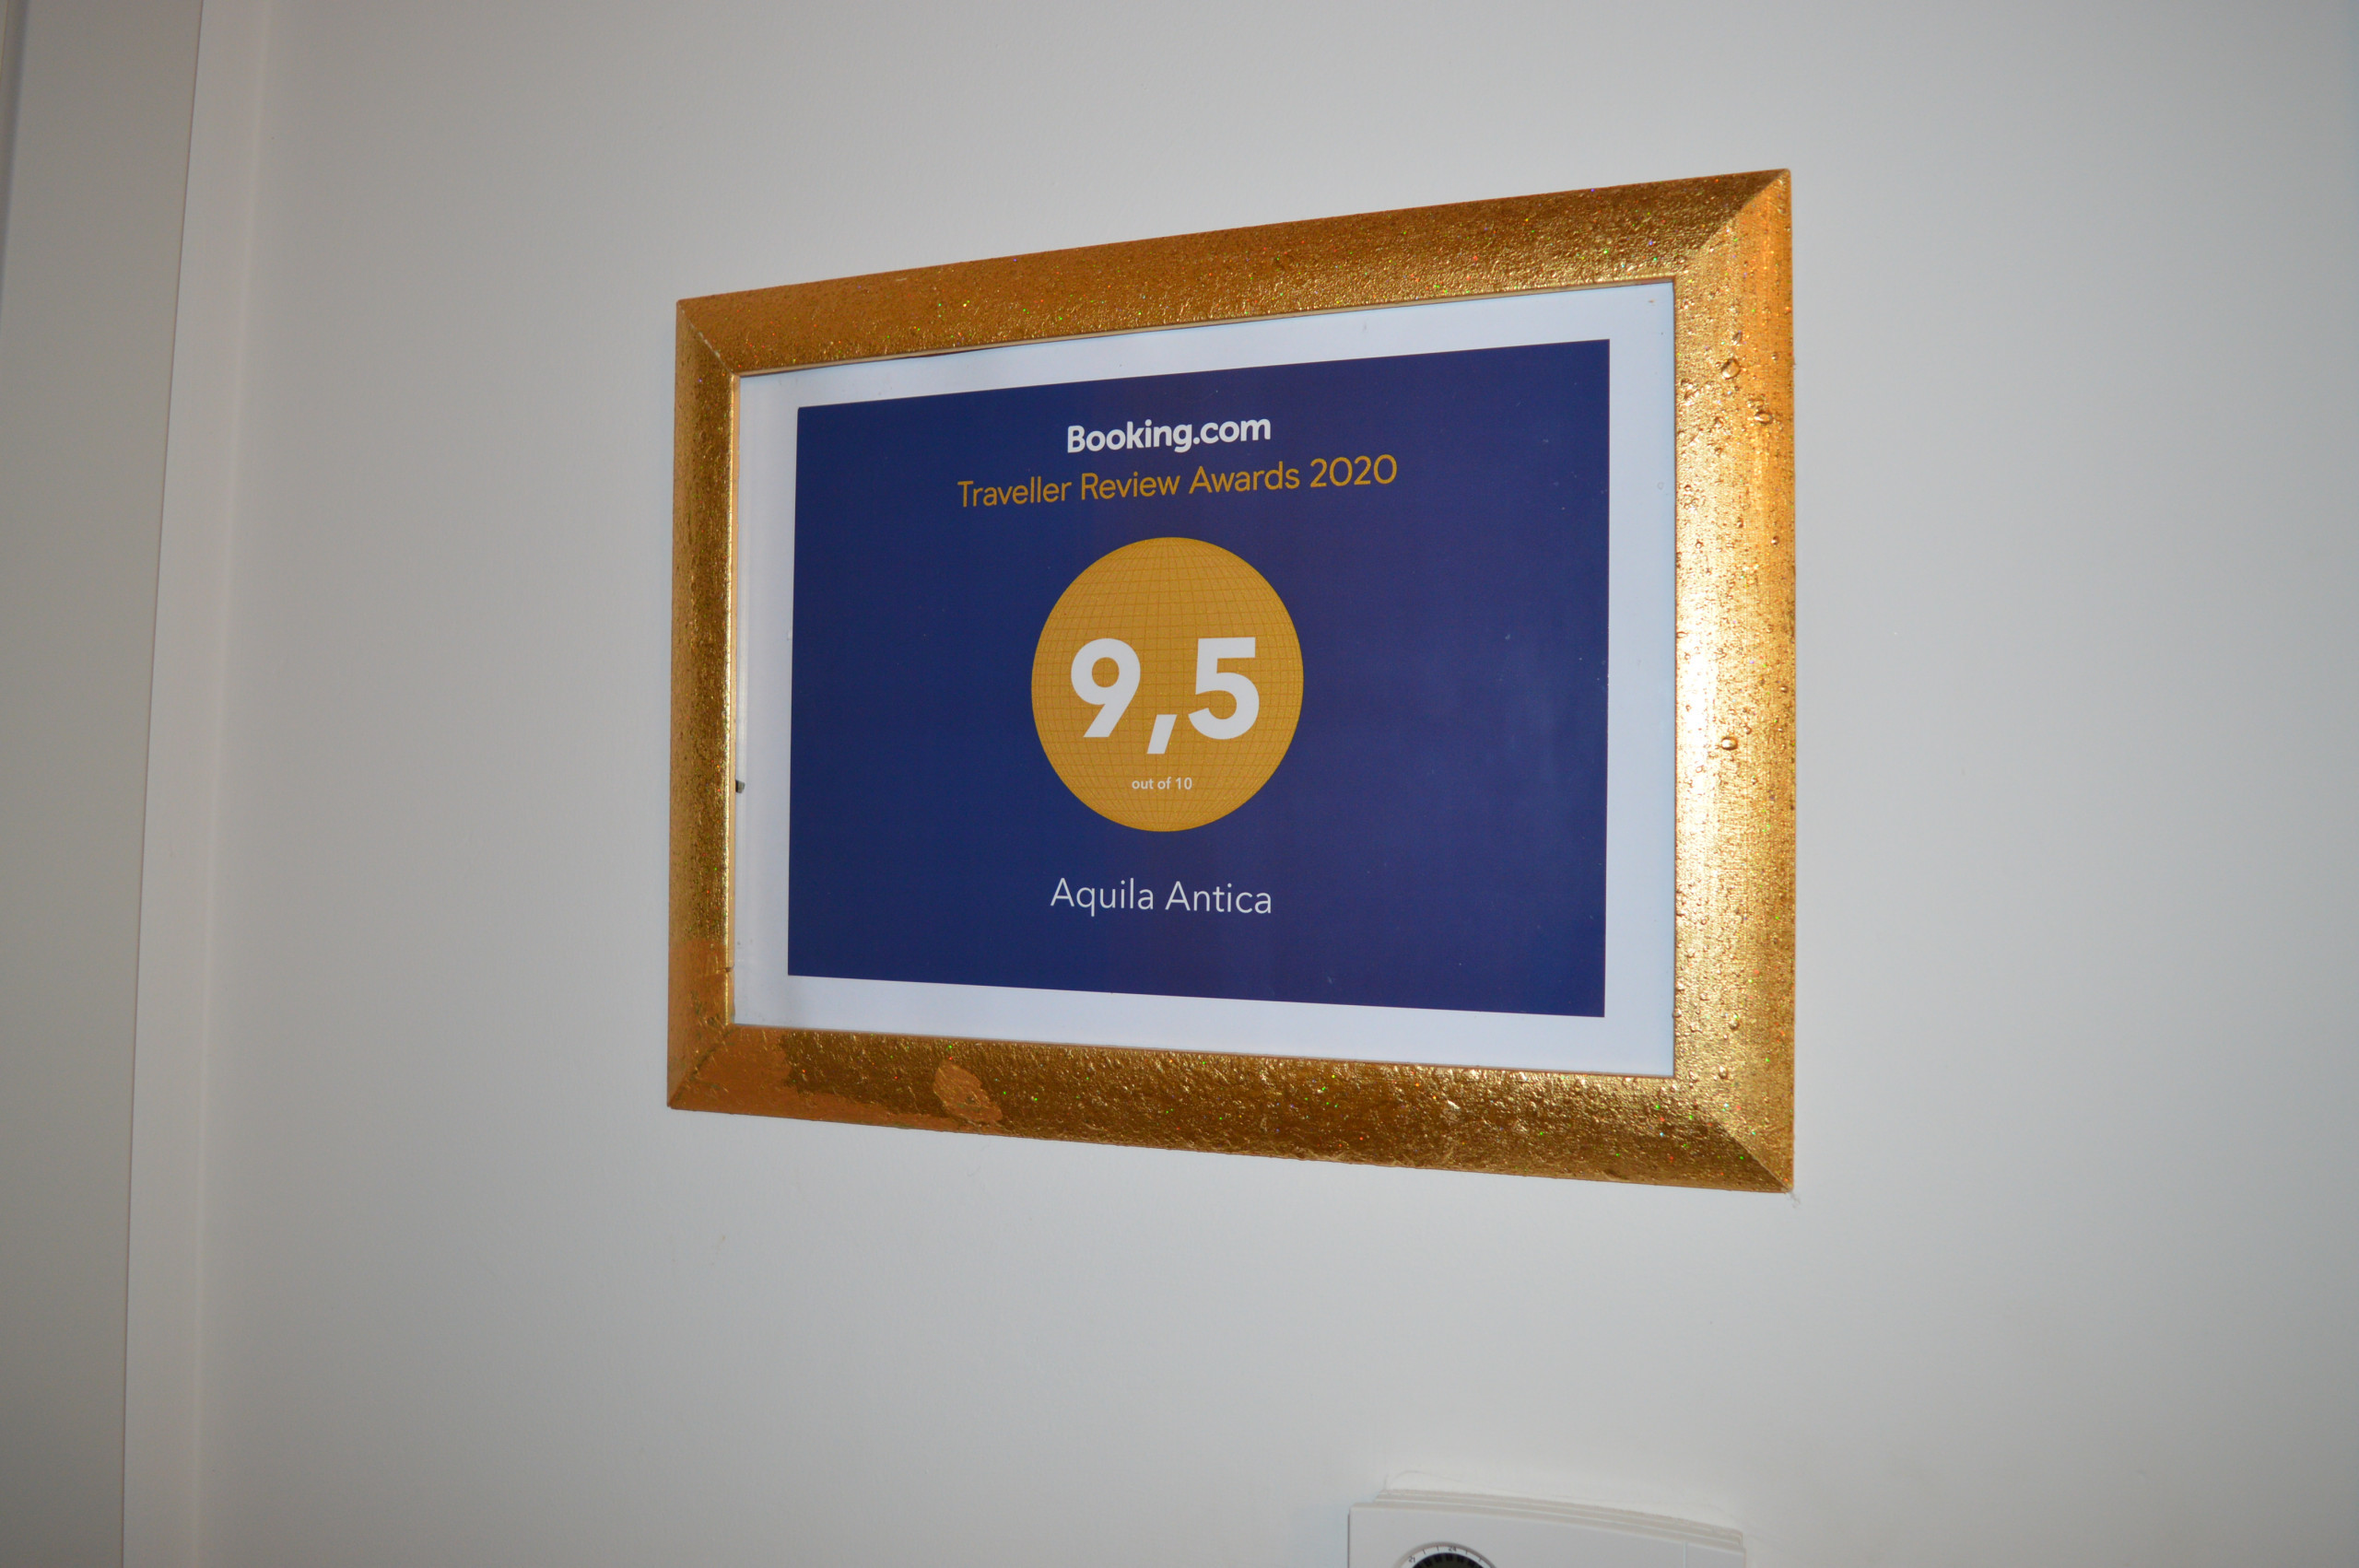 Booking.com
Traveller Review Awards 2020
9,5
out of 10
Aquila Antica